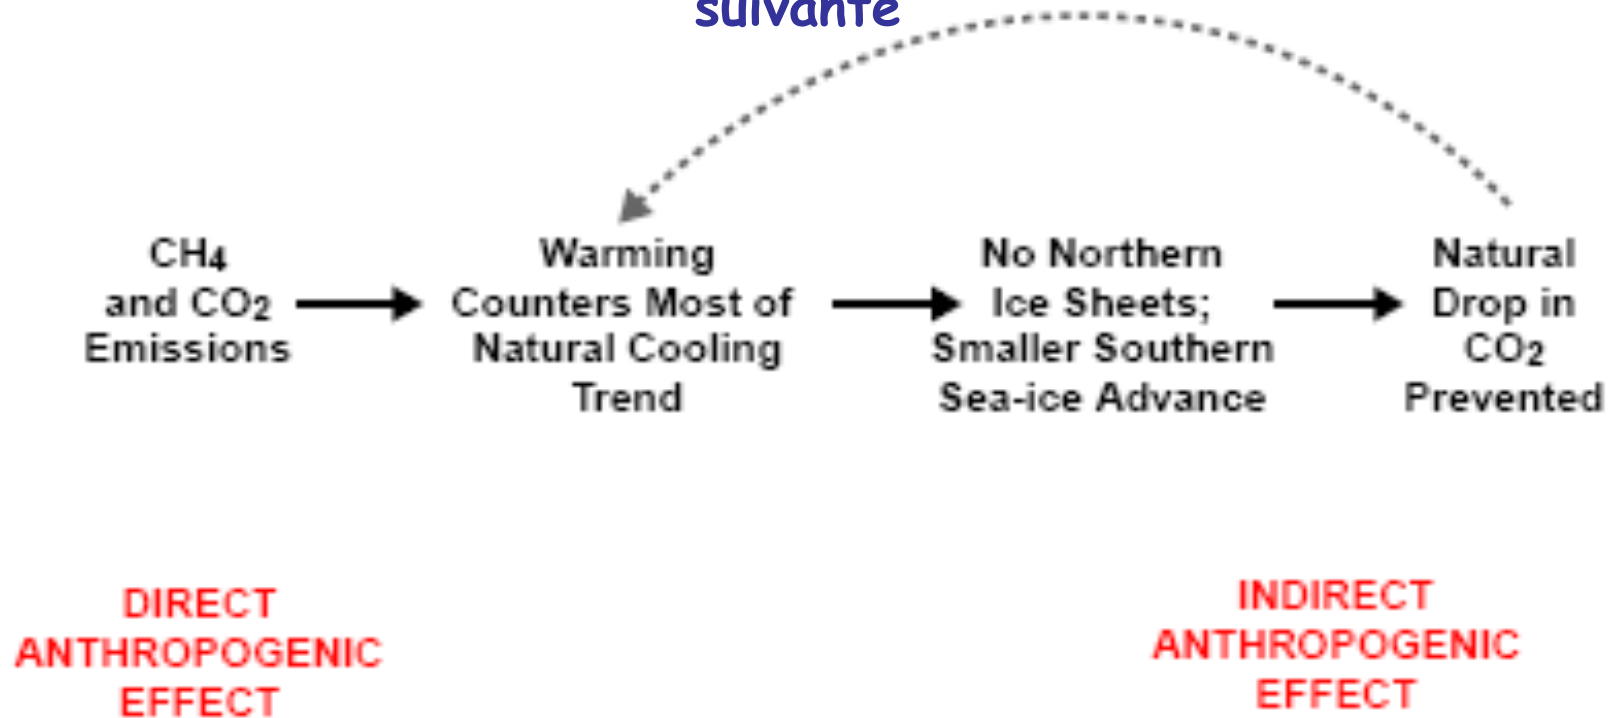 suivante
CH4
and CO2
Emissions
Warming
Counters Most of
Natural Cooling
Trend
No Northern
Ice Sheets;
Smaller Southern
Sea-ice Advance
Natural
Drop in
CO2
Prevented
DIRECT
ANTHROPOGENIC
EFFECT
INDIRECT
ANTHROPOGENIC
EFFECT